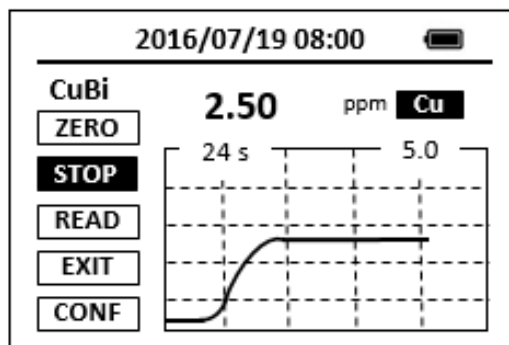 2016/07/19 08:00
CuBi
2.50 ppm Cu
ZERO
24 s 5.0
STOP
READ
EXIT
CONF